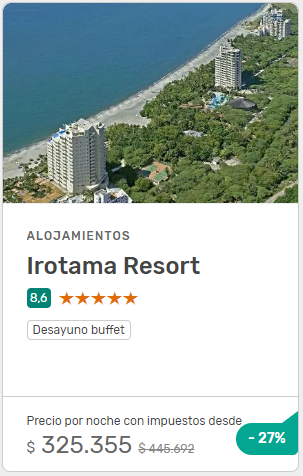 ALOJAMIENTOS
Irotama Resort
8,6
Desayuno buffet
Precio por noche con impuestos desde
$ 325.355 $ 445.692
- 27%